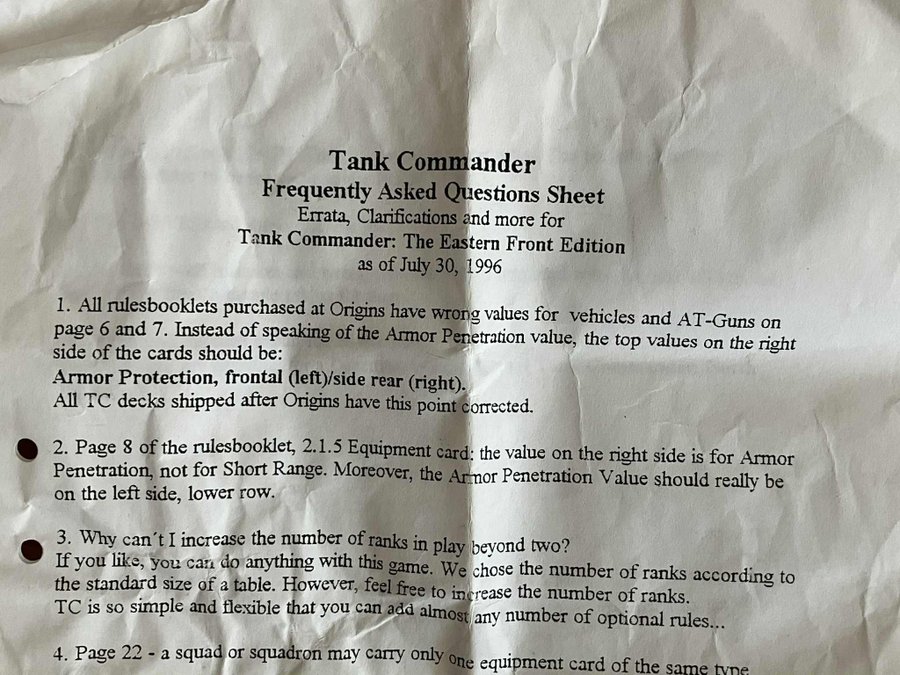 Tank Commander
Frequently Asked Questions Sheet
Errata, Clarifications and more for
Tank Commander: The Eastern Front Edition
as of July 30, 1996
1. All rulesbooklets purchased at Origins have wrong values for vehicles and AT-Guns on
page 6 and 7. Instead of speaking of the Armor Penetration value, the top values on the right
side of the cards should be:
Armor Protection, frontal (left)/side rear (right).
All TC decks shipped after Origins have this point corrected.
2. Page 8 of the rulesbooklet, 2.1.5 Equipment card: the value on the right side is for Armor
Penetration, not for Short Range. Moreover, the Armor Penetration Value should really be
on the left side, lower row.
3. Why can´t I increase the number of ranks in play beyond two?
If you like, you can do anything with this game. We chose the number of ranks according to
the standard size of a table. However, feel free to increase the number of ranks.
TC is so simple and flexible that you can add almost any number of optional rules...
4. Page 22 - a squad or squadron may carry only one equipment card of the same type